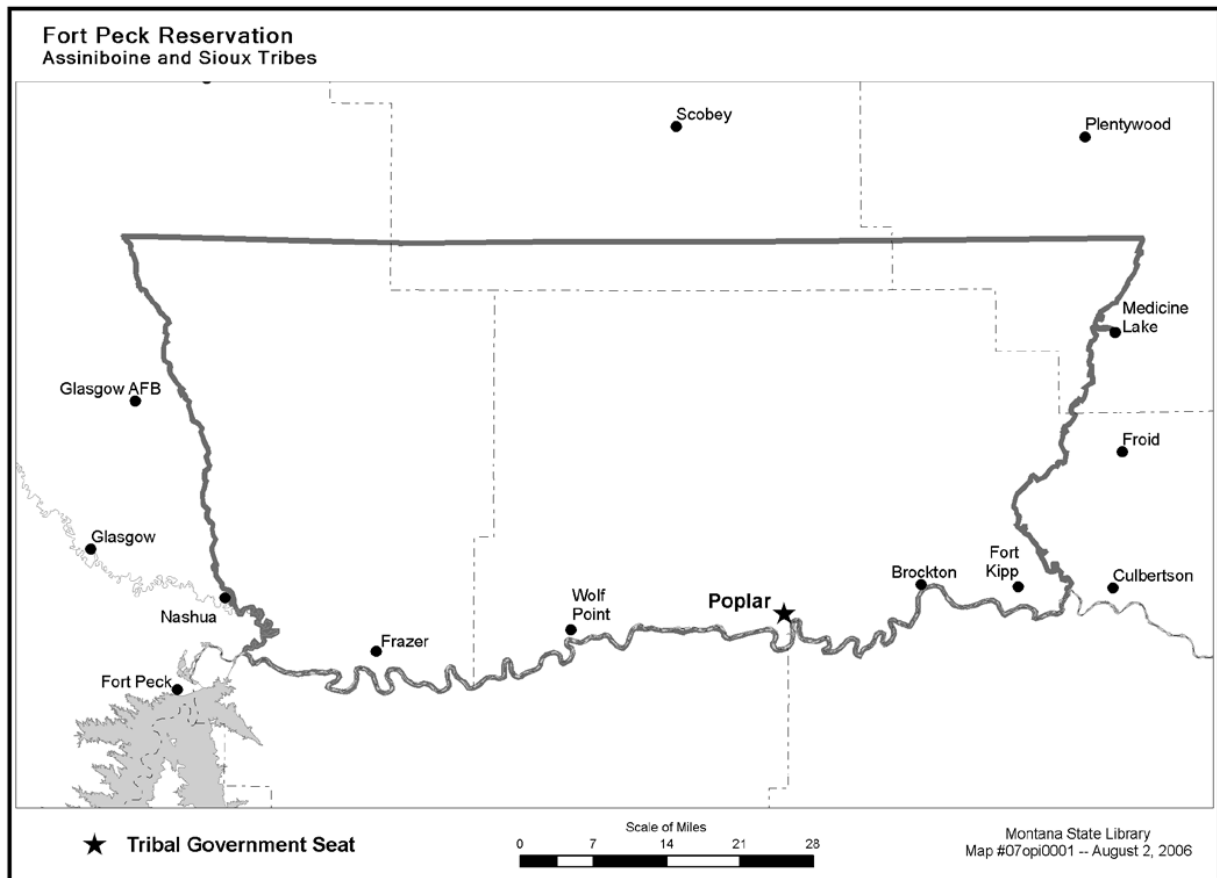 Fort Peck Reservation
Assiniboine and Sioux Tribes
Scobey
Plentywood
Medicine
Lake
Glasgow AFB
Froid
Glasgow
Fort
Kipp
Brockton
Culbertson
Wolf
Point
Poplar
Nashua
Frazer
Fort Peck
Tribal Government Seat
Scale of Miles
0 7 14 21 28
Montana State Library
Map #07opi0001 -- August 2, 2006